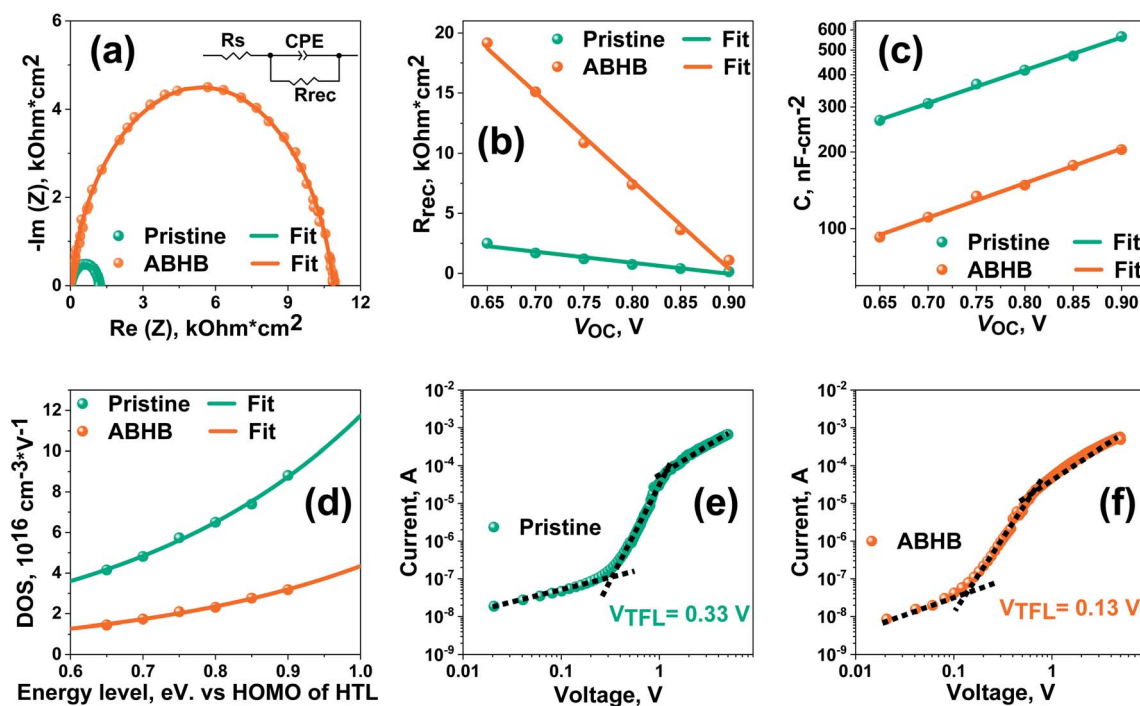 (a)
Rs
CPE
Rrec
Pristine
Fit
ABHB
Fit
6
4
2
0
-Im (Z), kOhm*cm2
0 3 6 9 12
Re (Z), kOhm*cm2
(b)
Pristine
Fit
ABHB
Fit
25
20
15
10
5
0
Rrec, kOhm*cm2
0.65 0.70 0.75 0.80 0.85 0.90
VOC, V
(c)
Pristine
Fit
ABHB
Fit
600
500
400
300
200
100
C, nF-cm-2
0.65 0.70 0.75 0.80 0.85 0.90
VOC, V
(d)
Pristine
Fit
ABHB
Fit
12
10
8
6
4
2
0
DOS, 1016 cm-3*V-1
0.6 0.7 0.8 0.9 1.0
Energy level, eV. vs HOMO of HTL
(e)
Pristine
VTFL= 0.33 V
10-2
10-3
10-4
10-5
10-6
10-7
10-8
10-9
Current, A
0.01 0.1 1
Voltage, V
(f)
ABHB
VTFL= 0.13 V
10-2
10-3
10-4
10-5
10-6
10-7
10-8
10-9
Current, A
0.01 0.1 1
Voltage, V